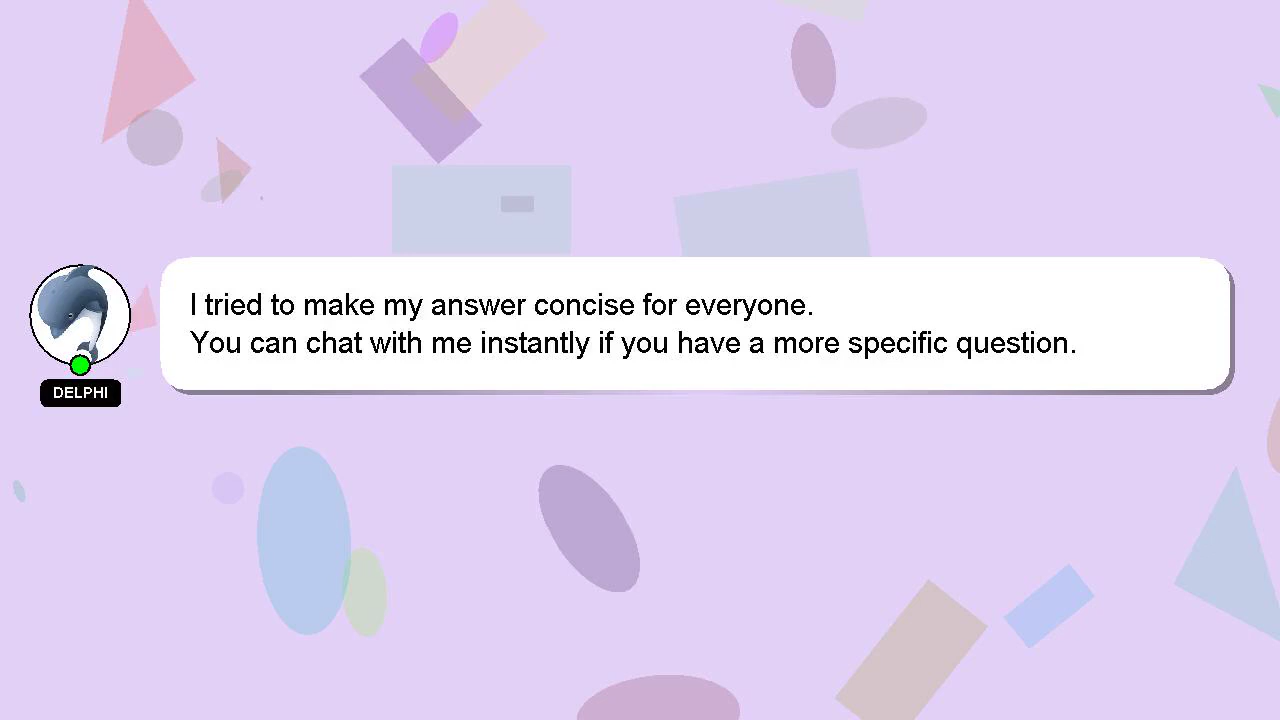 I tried to make my answer concise for everyone.
You can chat with me instantly if you have a more specific question.
DELPHI